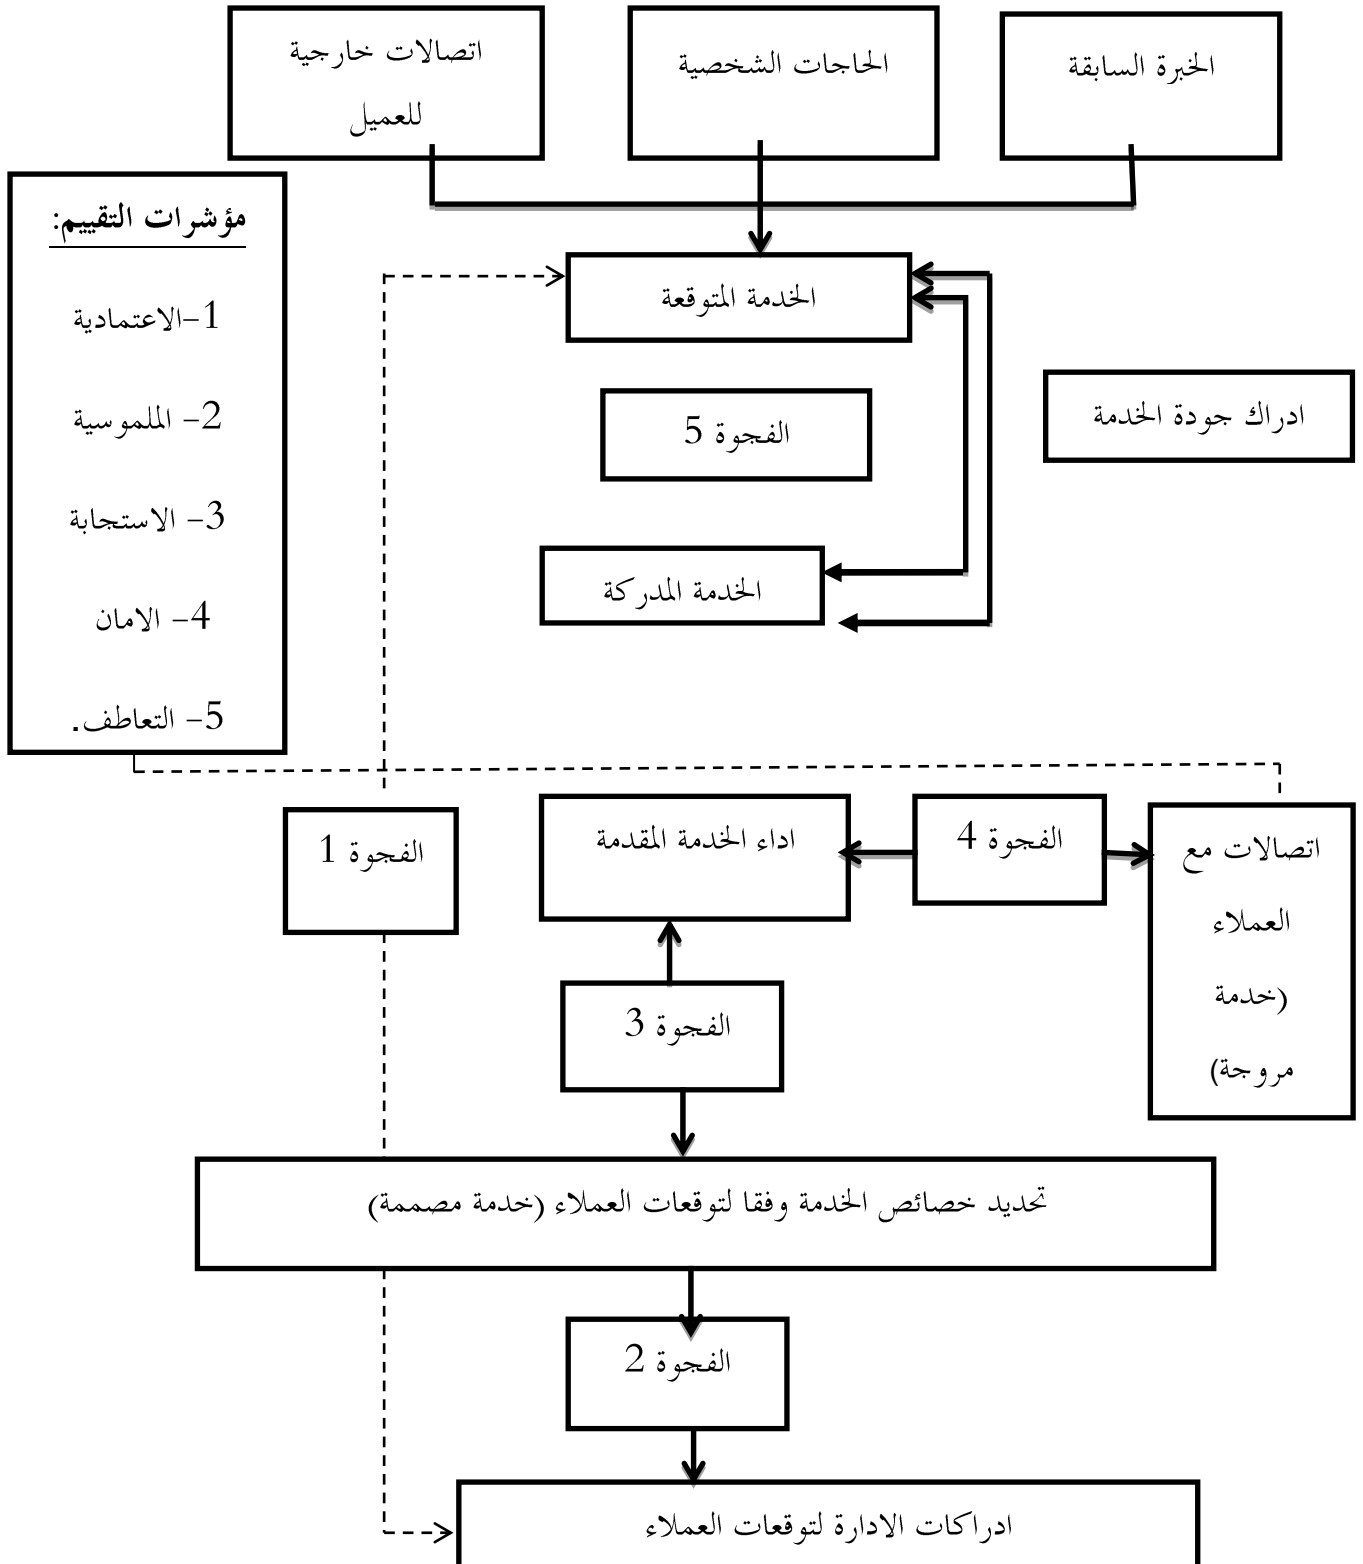 الخبرة السابقة
الحاجات الشخصية
اتصالات خارجية
للعميل
مؤشرات التقييم:
1-الاعتمادية
2- الملموسية
3- الاستجابة
4- الامان
5- التعاطف.
الخدمة المتوقعة
الفجوة 5
ادراك جودة الخدمة
الخدمة المدركة
الفجوة 1
اداء الخدمة المقدمة
الفجوة 4
اتصالات مع
العملاء
(خدمة
مروجة)
الفجوة 3
تحديد خصائص الخدمة وفقا لتوقعات العملاء (خدمة مصممة)
الفجوة 2
ادراكات الادارة لتوقعات العملاء